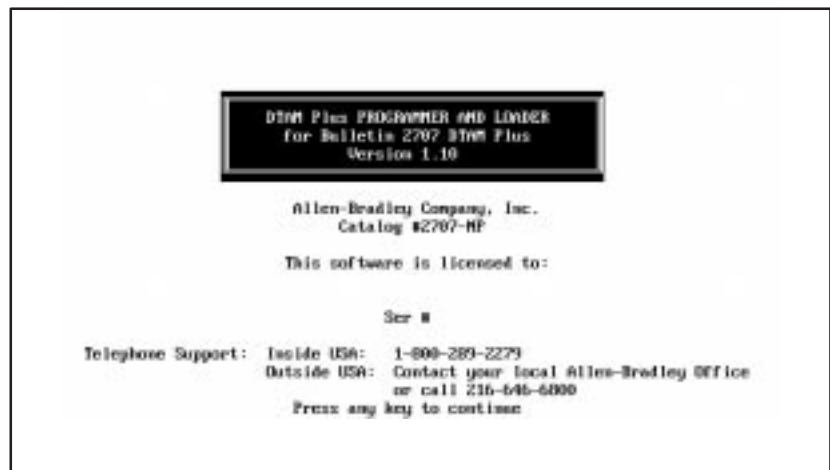 DTAM Plus PROGRAMMER AND LOADER
for Bulletin 2707 DTAM Plus
Version 1.10
Allen-Bradley Company, Inc.
Catalog #2707-NP
This software is licensed to:
Ser #
Telephone Support: Inside USA: 1-800-289-2279
Outside USA: Contact your local Allen-Bradley Office
or call 216-646-6800
Press any key to continue